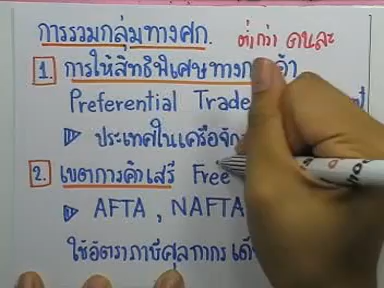 การรวมกลุ่มทางศก. ต่ำกว่า คนละ
1. การให้สิทธิพิเศษทางการค้า
Preferential Trade
▷ ประเทศในเครือจักร
2. เขตการค้าเสรี Free
▷ AFTA, NAFTA
ใช้อัตราภาษีศุลกากร